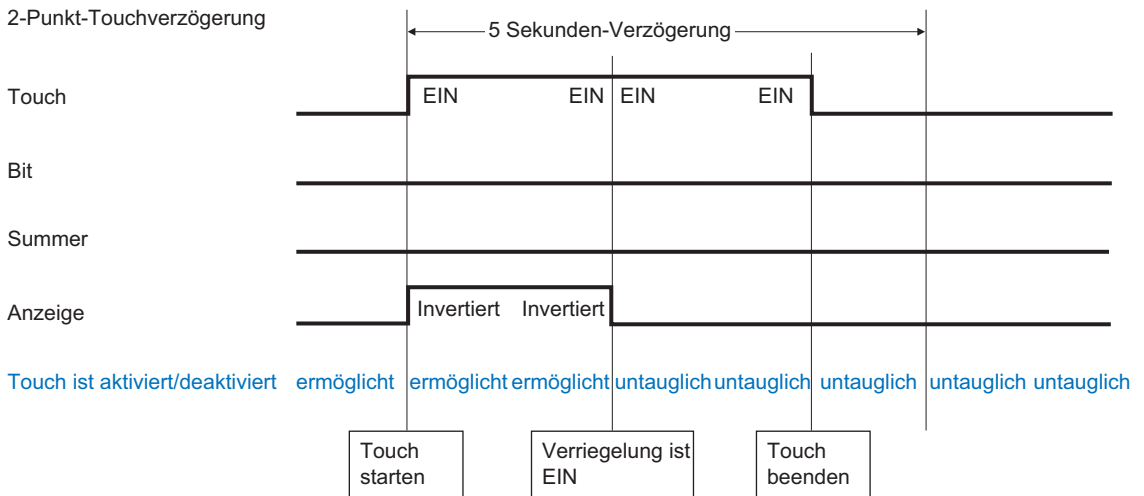 2-Punkt-Touchverzögerung
5 Sekunden-Verzögerung
Touch EIN EIN EIN EIN
Bit
Summer
Anzeige Invertiert Invertiert
Touch ist aktiviert/deaktiviert ermöglicht ermöglicht ermöglicht untauglich untauglich untauglich untauglich untauglich
Touch
starten
Verriegelung ist
EIN
Touch
beenden